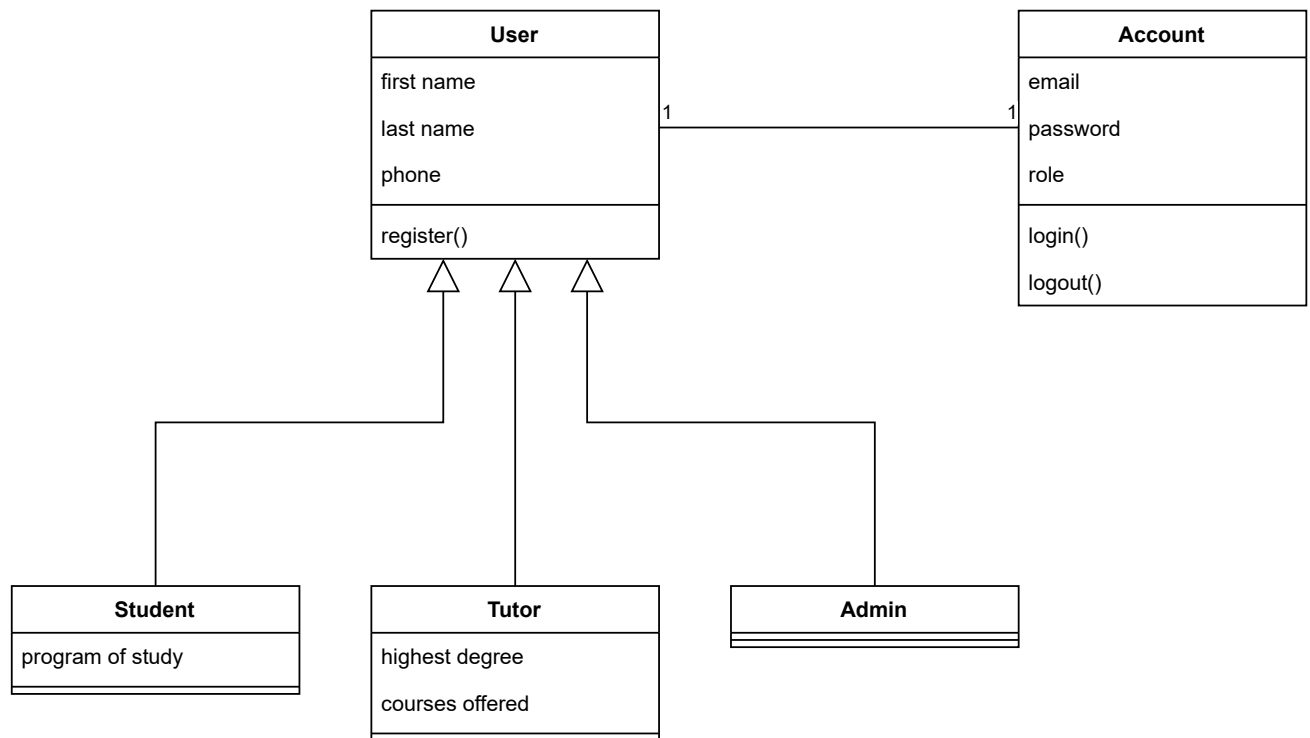 User
first name
last name
phone
register()
1
1
Account
email
password
role
login()
logout()
Student
program of study
Tutor
highest degree
courses offered
Admin